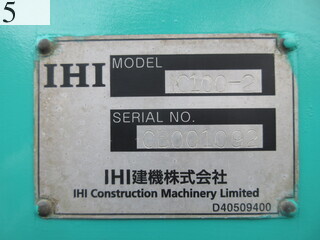 5
IHI
MODEL
SERIAL NO.
IHI建機株式会社
IHI Construction Machinery Limited
D40509400